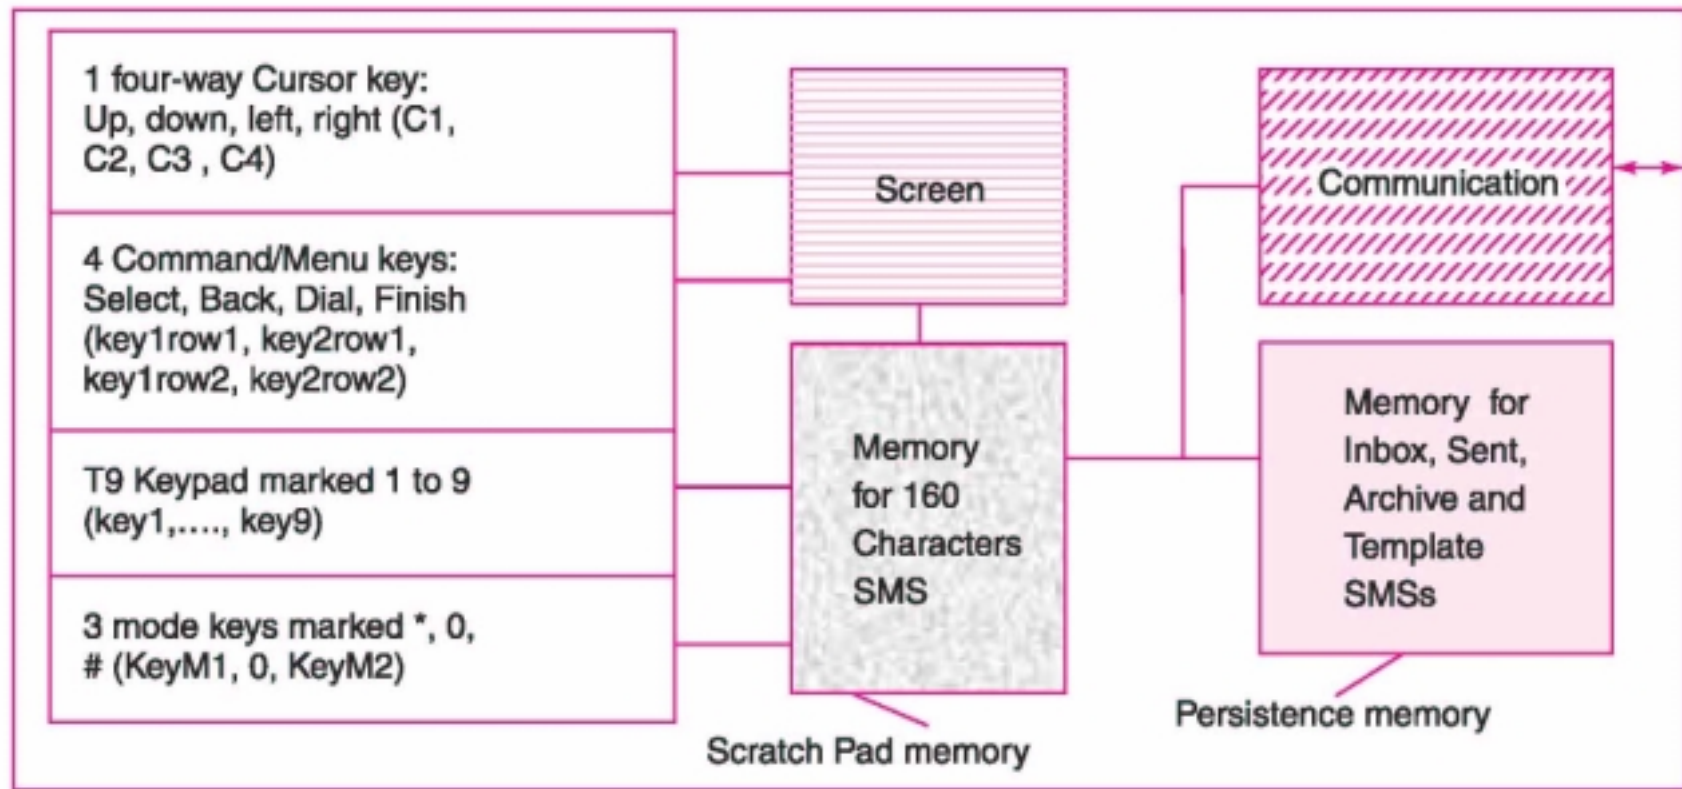 1 four-way Cursor key:
Up, down, left, right (C1,
C2, C3 , C4)
4 Command/Menu keys:
Select, Back, Dial, Finish
(key1row1, key2row1,
key1row2, key2row2)
T9 Keypad marked 1 to 9
(key1,...., key9)
3 mode keys marked *, 0,
# (KeyM1, 0, KeyM2)
Screen
Memory
for 160
Characters
SMS
Scratch Pad memory
Communication
Memory for
Inbox, Sent,
Archive and
Template
SMSs
Persistence memory